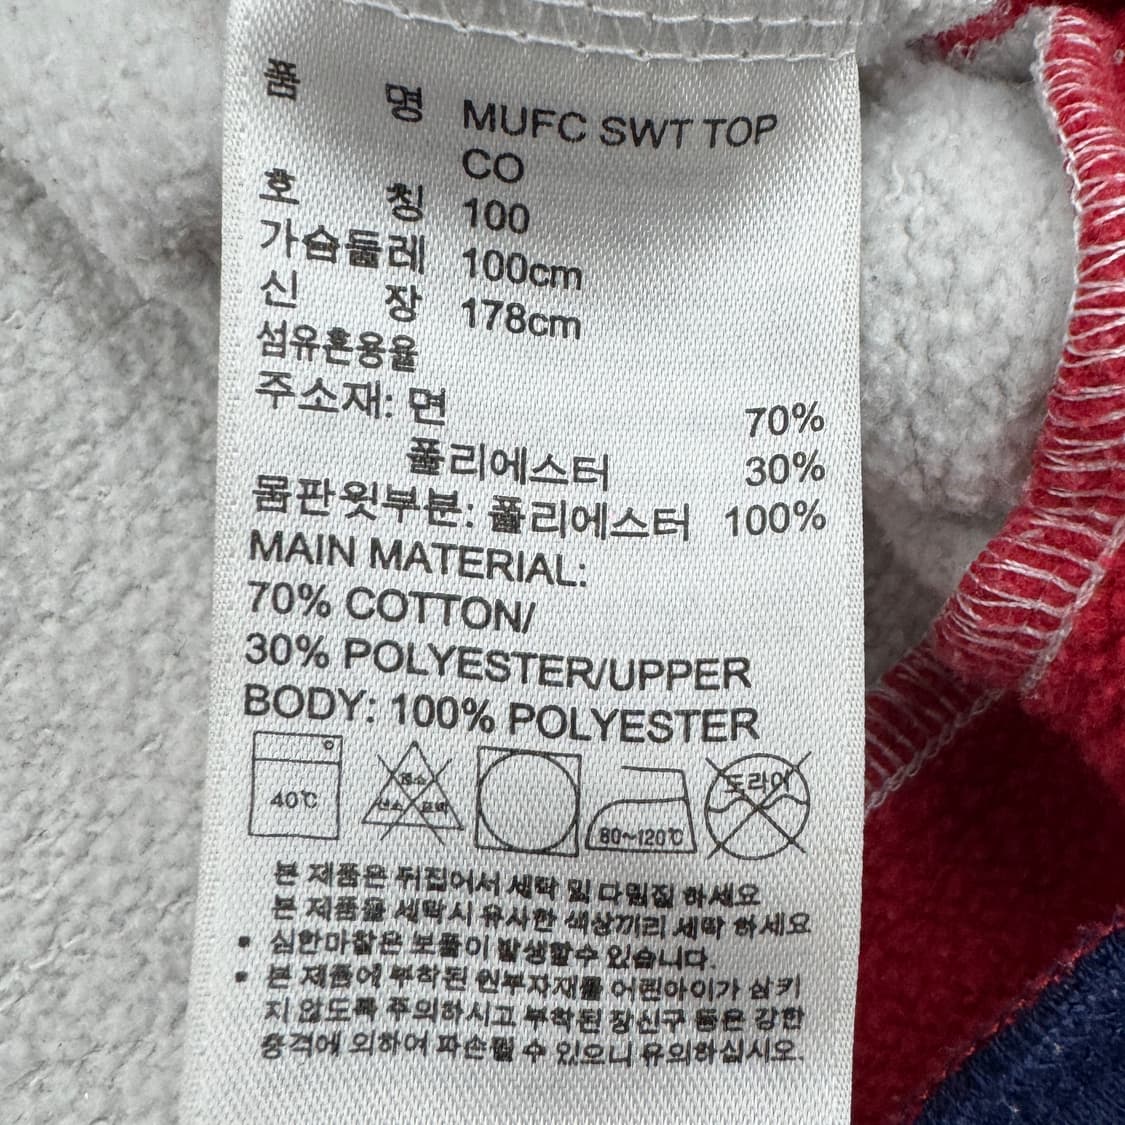 품 명 MUFC SWT TOP
CO
호 칭 100
가슴둘레 100cm
신 장 178cm
섬유혼용율
주소재: 면 70%
폴리에스터 30%
몸판윗부분: 폴리에스터 100%
MAIN MATERIAL:
70% COTTON/
30% POLYESTER/UPPER
BODY: 100% POLYESTER
40℃ 염소 산소 표백 80~120℃ 드라이
본 제품은 뒤집어서 세탁 및 다림질 하세요
본 제품을 세탁시 유사한 색상끼리 세탁 하세요
• 심한마찰은 보풀이 발생할수 있습니다.
• 본 제품에 부착된 인부자재를 어린아이가 삼키
지 않도록 주의하시고 부착된 장신구 등은 강한
충격에 의하여 파손될 수 있으니 유의하십시오.